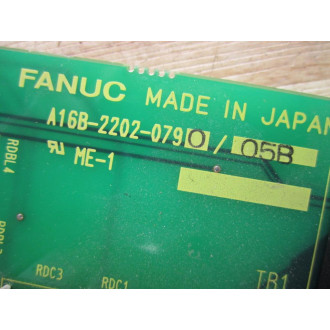 FANUC MADE IN JAPAN
A16B-2202-0790/05B
ME-1
RDBL4
RDC3
RDC1
TB1